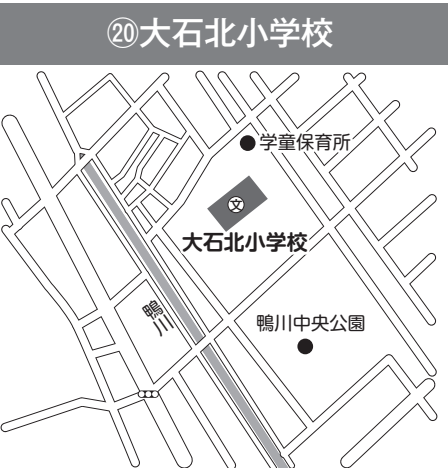 ⑳大石北小学校
学童保育所
文
大石北小学校
鴨川
鴨川中央公園